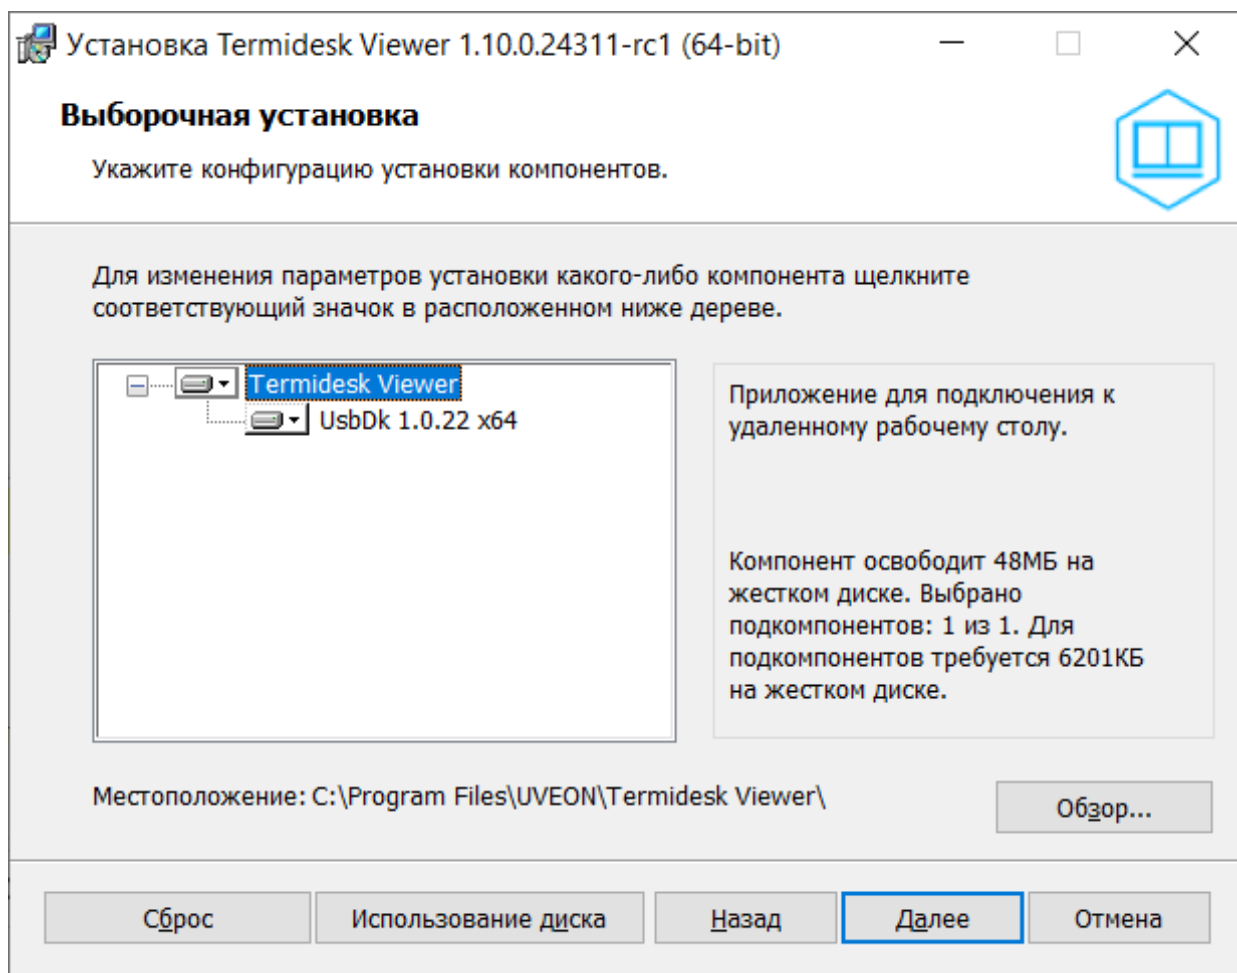 Установка Termidesk Viewer 1.10.0.24311-rc1 (64-bit)
Выборочная установка
Укажите конфигурацию установки компонентов.
Для изменения параметров установки какого-либо компонента щелкните
соответствующий значок в расположенном ниже дереве.
Termidesk Viewer
UsbDk 1.0.22 x64
Приложение для подключения к
удаленному рабочему столу.
Компонент освободит 48МБ на
жестком диске. Выбрано
подкомпонентов: 1 из 1. Для
подкомпонентов требуется 6201КБ
на жестком диске.
Местоположение: C:\Program Files\UVEON\Termidesk Viewer\
Обзор...
Сброс
Использование диска
Назад
Далее
Отмена